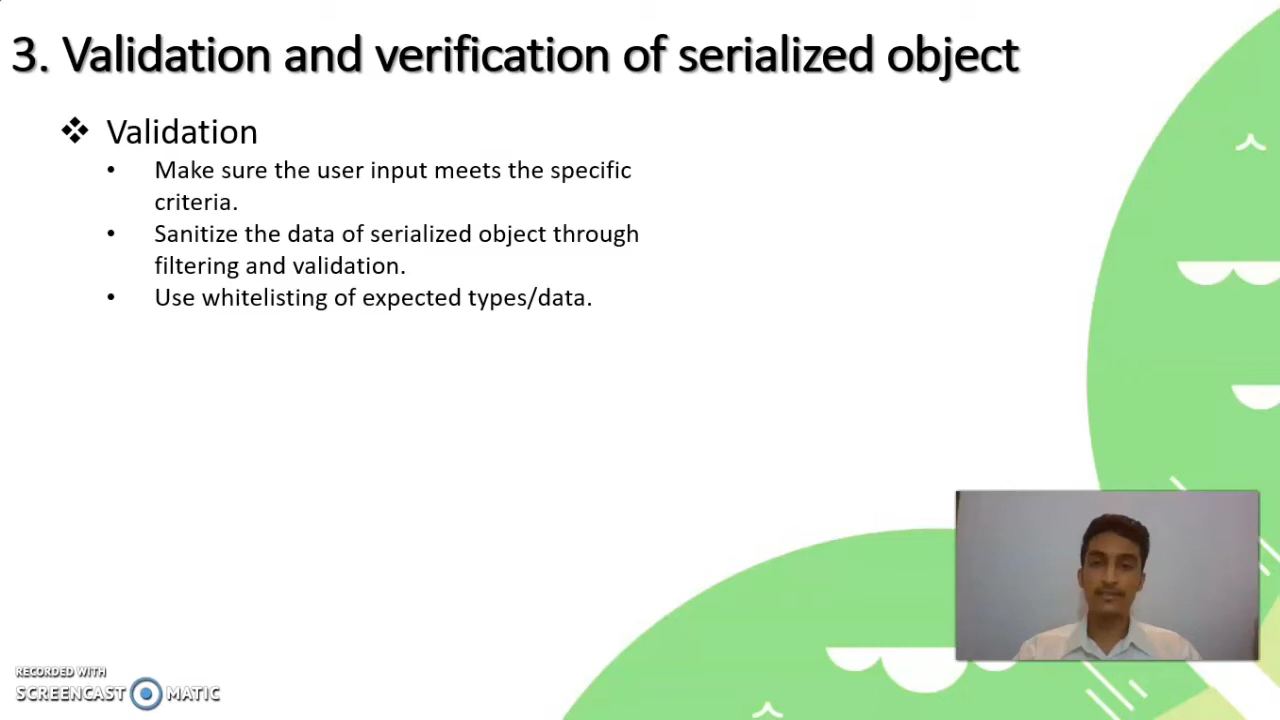 3. Validation and verification of serialized object
❖ Validation
• Make sure the user input meets the specific
criteria.
• Sanitize the data of serialized object through
filtering and validation.
• Use whitelisting of expected types/data.
RECORDED WITH
SCREENCAST MATIC